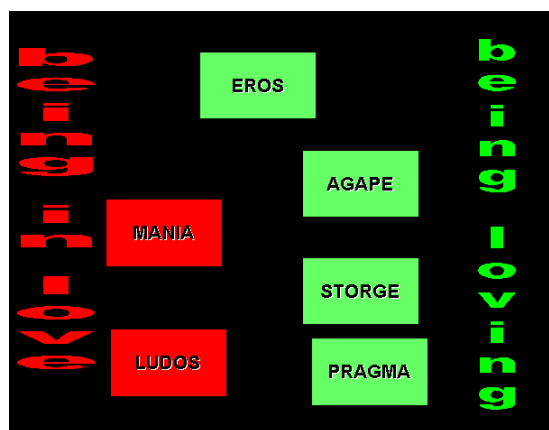 being in love
EROS
AGAPE
MANIA
STORGE
LUDOS
PRAGMA
being loving